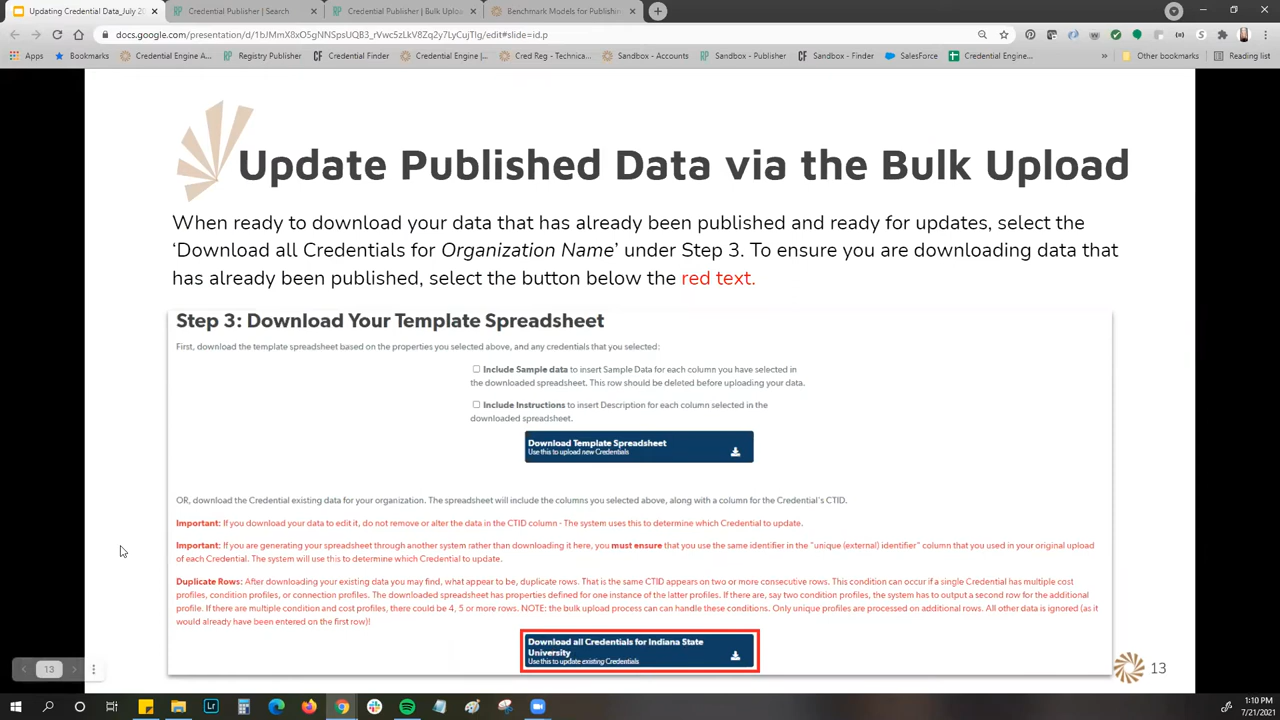 Updating Credential Data_July 20
Credential Publisher | Search
Credential Publisher | Bulk Uploa
Benchmark Models for Publishin
docs.google.com/presentation/d/1bJMmX8xO5gNNSpsUQB3_rVwc5zLkV8Zq2y7LyCujTIg/edit#slide=id.p
Apps
Bookmarks
Credential Engine A...
Registry Publisher
Credential Finder
Credential Engine |...
Cred Reg - Technica...
Sandbox - Accounts
Sandbox - Publisher
SalesForce
Credential Engine...
Other bookmarks
Reading list
Update Published Data via the Bulk Upload
When ready to download your data that has already been published and ready for updates, select the
‘Download all Credentials for Organization Name’ under Step 3. To ensure you are downloading data that
has already been published, select the button below the red text.
Step 3: Download Your Template Spreadsheet
First, download the template spreadsheet based on the properties you selected above, and any credentials that you selected:
Include Sample data to insert Sample Data for each column you have selected in
the downloaded spreadsheet. This row should be deleted before uploading your data.
Include Instructions to insert Description for each column selected in the
downloaded spreadsheet.
Download Template Spreadsheet
Use this to upload new Credentials
OR, download the Credential existing data for your organization. The spreadsheet will include the columns you selected above, along with a column for the Credential's CTID.
Important: If you download your data to edit it, do not remove or alter the data in the CTID column - The system uses this to determine which Credential to update.
Important: If you are generating your spreadsheet through another system rather than downloading it here, you must ensure that you use the same identifier in the "unique (external) identifier" column that you used in your original upload
of each Credential. The system will use this to determine which Credential to update.
Duplicate Rows: After downloading your existing data you may find, what appear to be, duplicate rows. That is the same CTID appears on two or more consecutive rows. This condition can occur if a single Credential has multiple cost
profiles, condition profiles, or connection profiles. The downloaded spreadsheet has properties defined for one instance of the latter profiles. If there are, say two condition profiles, the system has to output a second row for the additional
profile. If there are multiple condition and cost profiles, there could be 4, 5 or more rows. NOTE: the bulk upload process can can handle these conditions. Only unique profiles are processed on additional rows. All other data is ignored (as it
would already have been entered on the first row)!
Download all Credentials for Indiana State
University
Use this to update existing Credentials
13
13
1:10 PM
7/21/2021